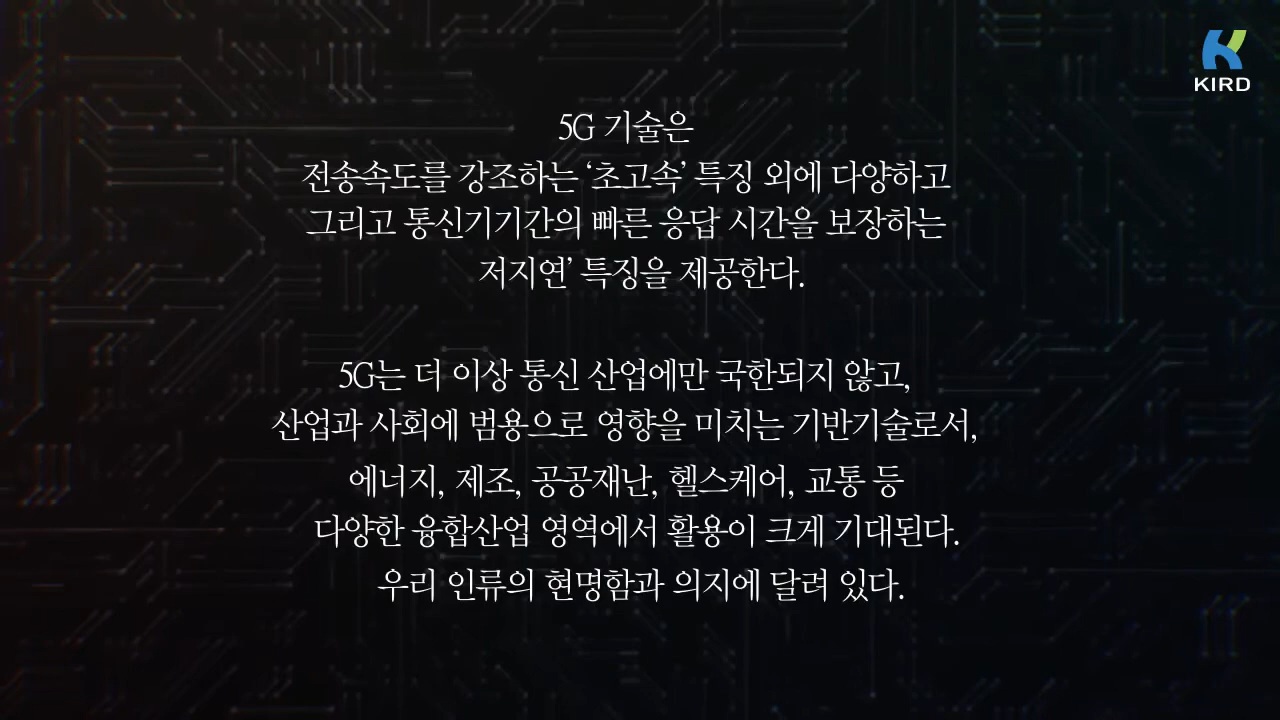 KIRD
5G 기술은
전송속도를 강조하는 ‘초고속’ 특징 외에 다양하고
그리고 통신기기간의 빠른 응답 시간을 보장하는
저지연’ 특징을 제공한다.
5G는 더 이상 통신 산업에만 국한되지 않고,
산업과 사회에 범용으로 영향을 미치는 기반기술로서,
에너지, 제조, 공공재난, 헬스케어, 교통 등
다양한 융합산업 영역에서 활용이 크게 기대된다.
우리 인류의 현명함과 의지에 달려 있다.